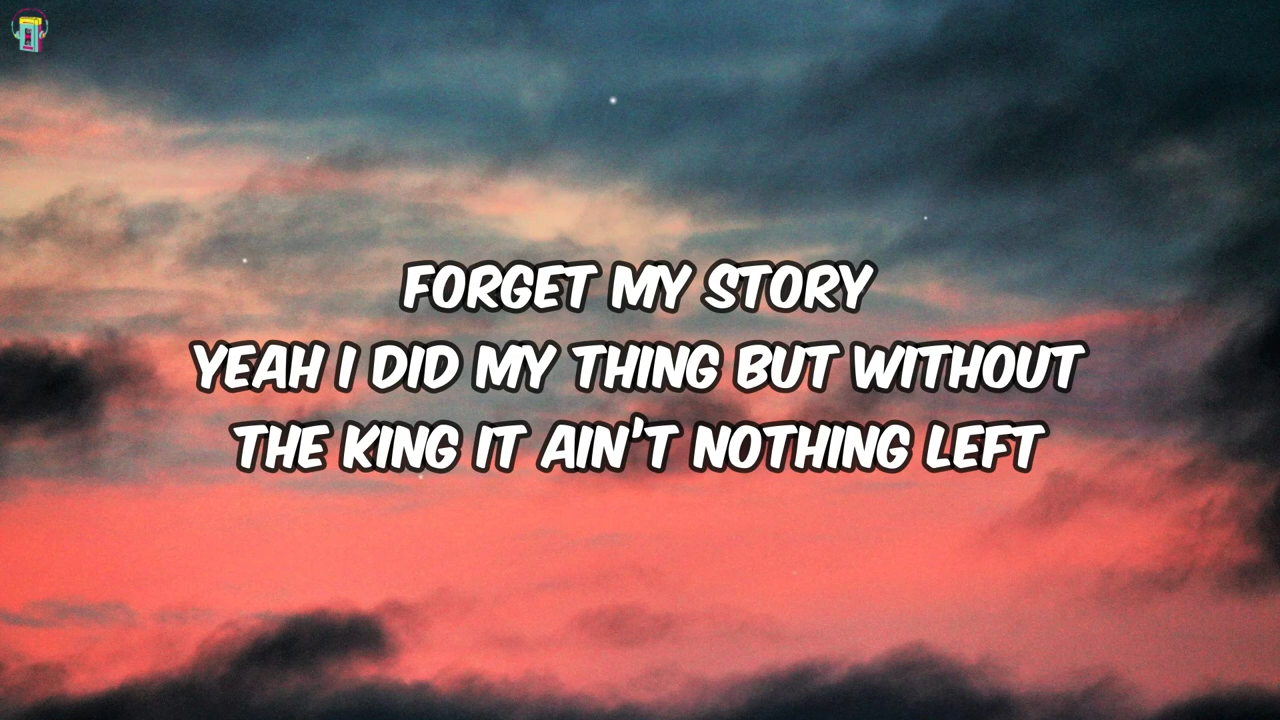 FORGET MY STORY
YEAH I DID MY THING BUT WITHOUT
THE KING IT AIN'T NOTHING LEFT